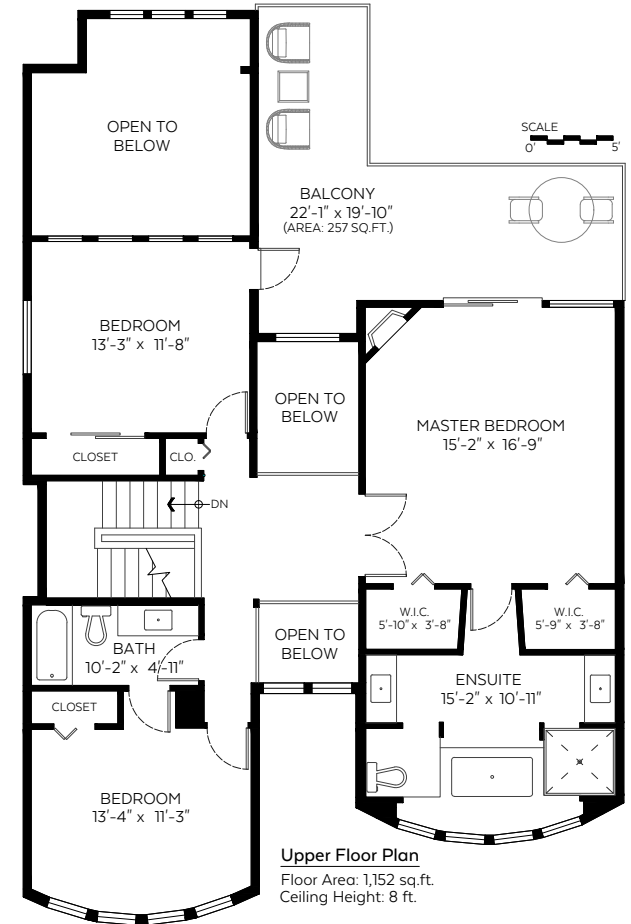 OPEN TO
BELOW
SCALE
0' 5'
BALCONY
22'-1" x 19'-10"
(AREA: 257 SQ.FT.)
BEDROOM
13'-3" x 11'-8"
OPEN TO
BELOW
MASTER BEDROOM
15'-2" x 16'-9"
CLOSET
CLO.
DN
W.I.C.
5'-10" x 3'-8"
W.I.C.
5'-9" x 3'-8"
BATH
10'-2" x 4'-11"
OPEN TO
BELOW
ENSUITE
15'-2" x 10'-11"
CLOSET
BEDROOM
13'-4" x 11'-3"
Upper Floor Plan
Floor Area: 1,152 sq.ft.
Ceiling Height: 8 ft.